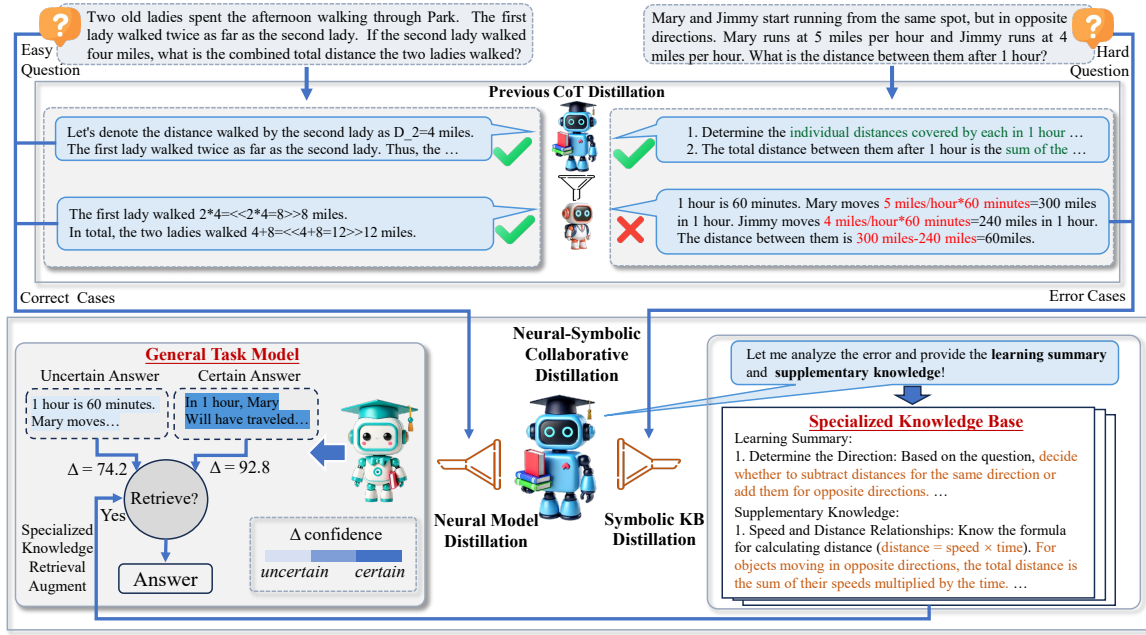 Two old ladies spent the afternoon walking through Park. The first
lady walked twice as far as the second lady. If the second lady walked
four miles, what is the combined total distance the two ladies walked?
Easy
Question
Mary and Jimmy start running from the same spot, but in opposite
directions. Mary runs at 5 miles per hour and Jimmy runs at 4
miles per hour. What is the distance between them after 1 hour?
Hard
Question
Previous CoT Distillation
Let's denote the distance walked by the second lady as D_2=4 miles.
The first lady walked twice as far as the second lady. Thus, the …
1. Determine the individual distances covered by each in 1 hour …
2. The total distance between them after 1 hour is the sum of the …
The first lady walked 2*4=<<2*4=8>>8 miles.
In total, the two ladies walked 4+8=<<4+8=12>>12 miles.
1 hour is 60 minutes. Mary moves 5 miles/hour*60 minutes=300 miles
in 1 hour. Jimmy moves 4 miles/hour*60 minutes=240 miles in 1 hour.
The distance between them is 300 miles-240 miles=60miles.
Correct Cases
Error Cases
General Task Model
Uncertain Answer
Certain Answer
1 hour is 60 minutes.
Mary moves…
In 1 hour, Mary
Will have traveled…
Δ = 74.2
Δ = 92.8
Retrieve?
Yes
Specialized
Knowledge
Retrieval
Augment
Answer
Δ confidence
uncertain
certain
Neural-Symbolic
Collaborative
Distillation
Neural Model
Distillation
Symbolic KB
Distillation
Let me analyze the error and provide the learning summary
and supplementary knowledge!
Specialized Knowledge Base
Learning Summary:
1. Determine the Direction: Based on the question, decide
whether to subtract distances for the same direction or
add them for opposite directions. …
Supplementary Knowledge:
1. Speed and Distance Relationships: Know the formula
for calculating distance (distance = speed × time). For
objects moving in opposite directions, the total distance is
the sum of their speeds multiplied by the time. …